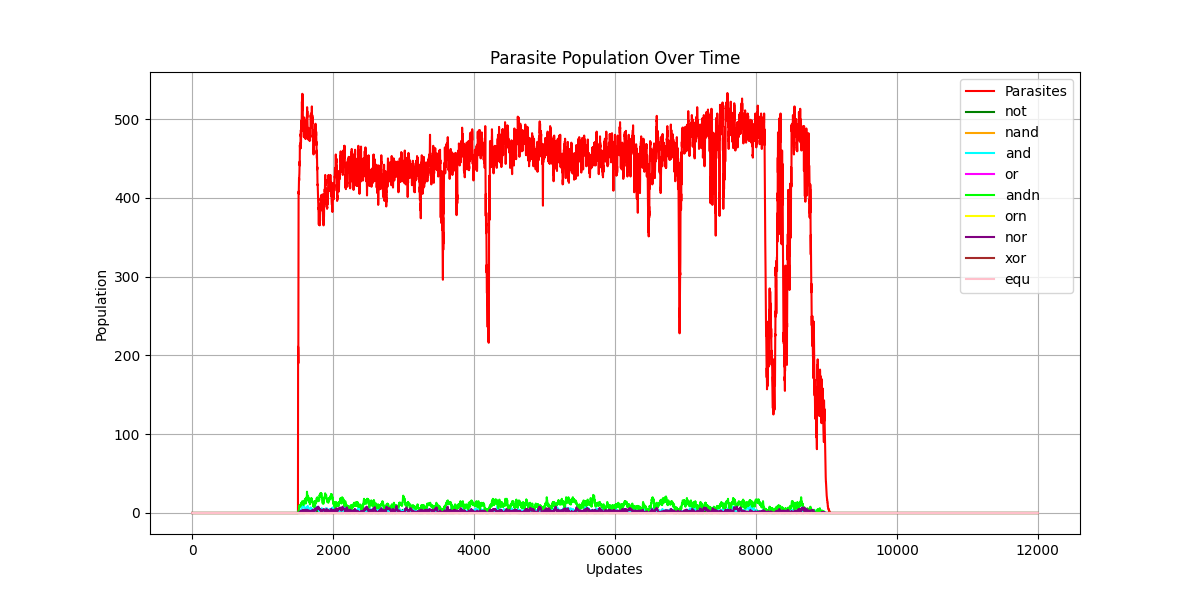 Parasite Population Over Time
Population
500
400
300
200
100
0
0 2000 4000 6000 8000 10000 12000
Updates
Parasites
not
nand
and
or
andn
orn
nor
xor
equ